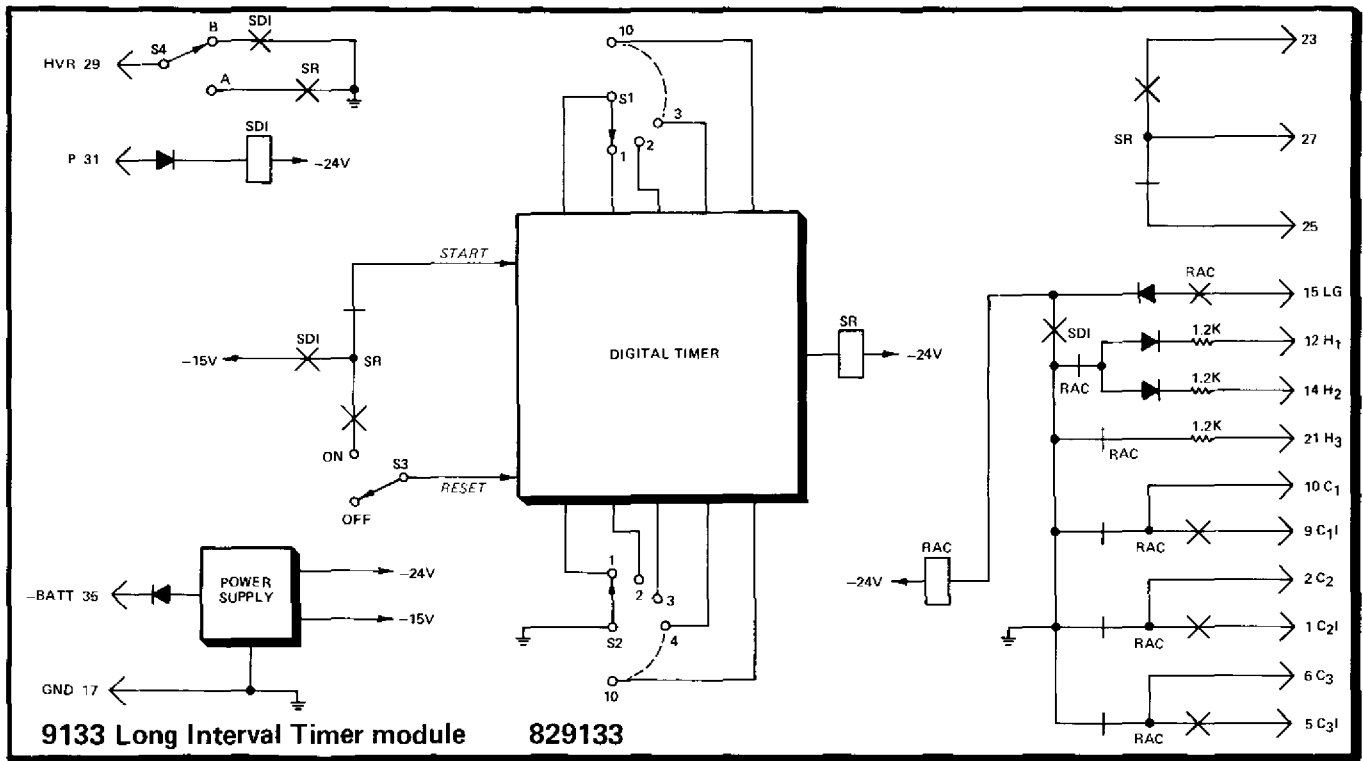 B
SDI
S4
HVR 29
A
SR
SDI
P 31
-24V
10
S1
3
2
1
23
SR
27
25
START
SDI
-15V
SR
ON
S3
RESET
OFF
DIGITAL TIMER
SR
-24V
RAC
15 LG
SDI
1.2K
12 H1
RAC
1.2K
14 H2
1.2K
21 H3
RAC
10 C1
RAC
9 C1I
2 C2
RAC
1 C2I
6 C3
RAC
5 C3I
RAC
-24V
-BATT 35
POWER
SUPPLY
-24V
-15V
GND 17
1
2
3
S2
4
10
9133 Long Interval Timer module 829133